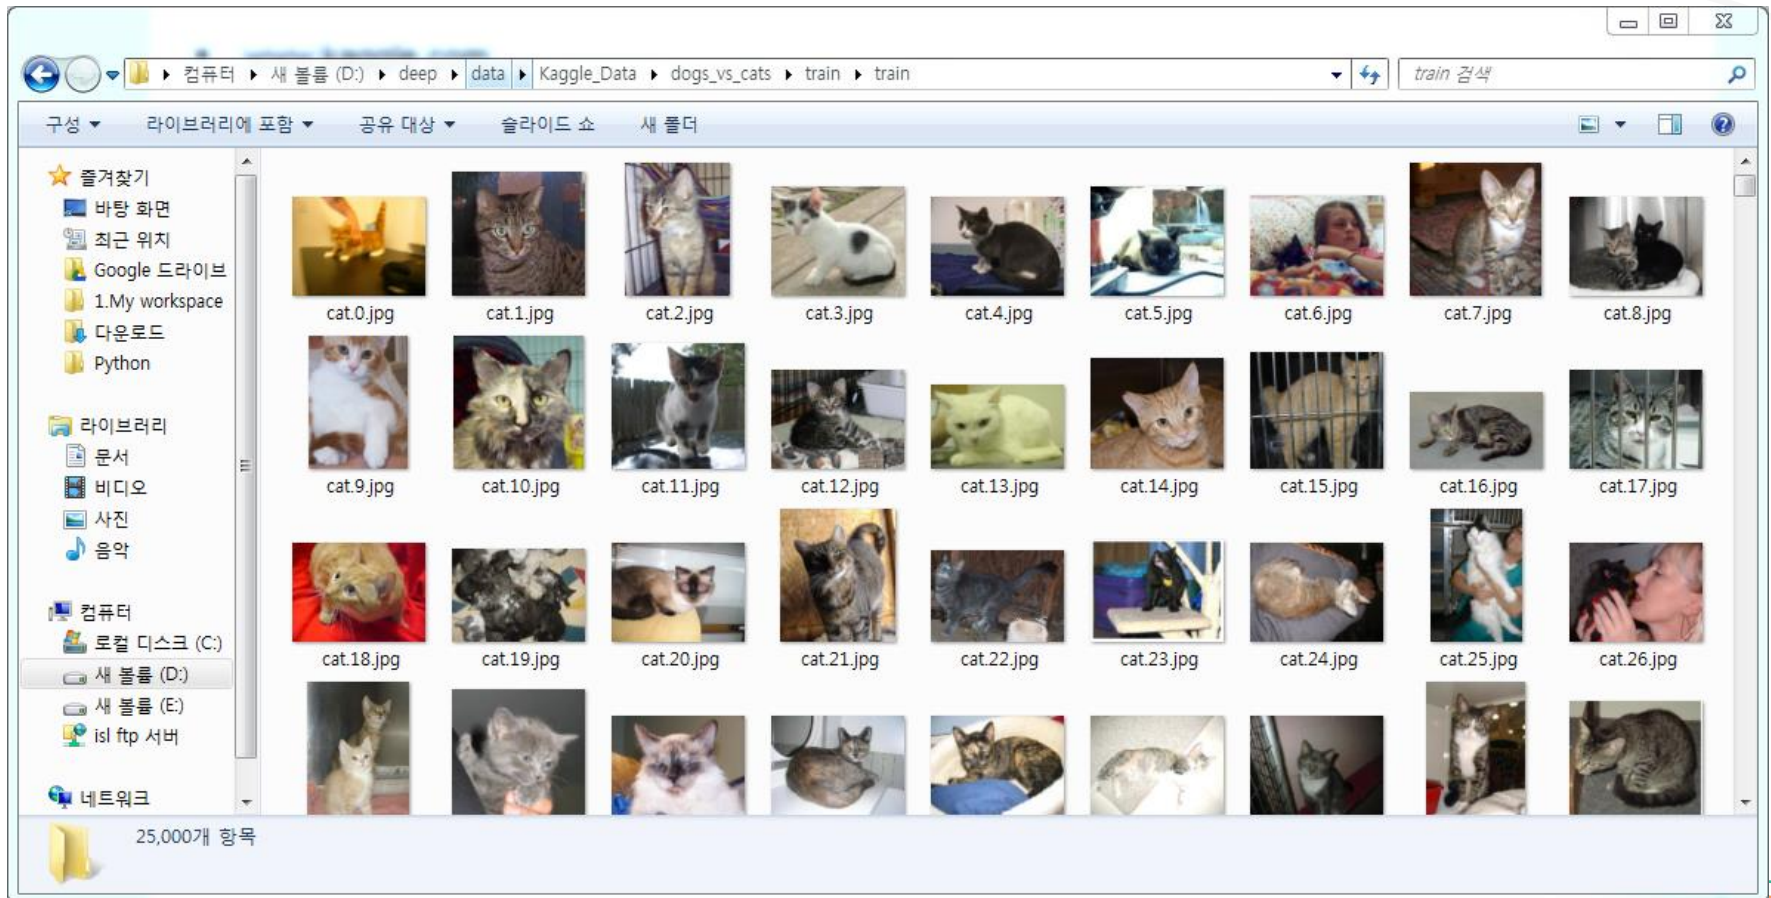 컴퓨터 ▸ 새 볼륨 (D:) ▸ deep ▸ data ▸ Kaggle_Data ▸ dogs_vs_cats ▸ train ▸ train
train 검색
구성 라이브러리에 포함 공유 대상 슬라이드 쇼 새 폴더
즐겨찾기
바탕 화면
최근 위치
Google 드라이브
1.My workspace
다운로드
Python
라이브러리
문서
비디오
사진
음악
컴퓨터
로컬 디스크 (C:)
새 볼륨 (D:)
새 볼륨 (E:)
isl ftp 서버
네트워크
cat.0.jpg cat.1.jpg cat.2.jpg cat.3.jpg cat.4.jpg cat.5.jpg cat.6.jpg cat.7.jpg cat.8.jpg
cat.9.jpg cat.10.jpg cat.11.jpg cat.12.jpg cat.13.jpg cat.14.jpg cat.15.jpg cat.16.jpg cat.17.jpg
cat.18.jpg cat.19.jpg cat.20.jpg cat.21.jpg cat.22.jpg cat.23.jpg cat.24.jpg cat.25.jpg cat.26.jpg
25,000개 항목